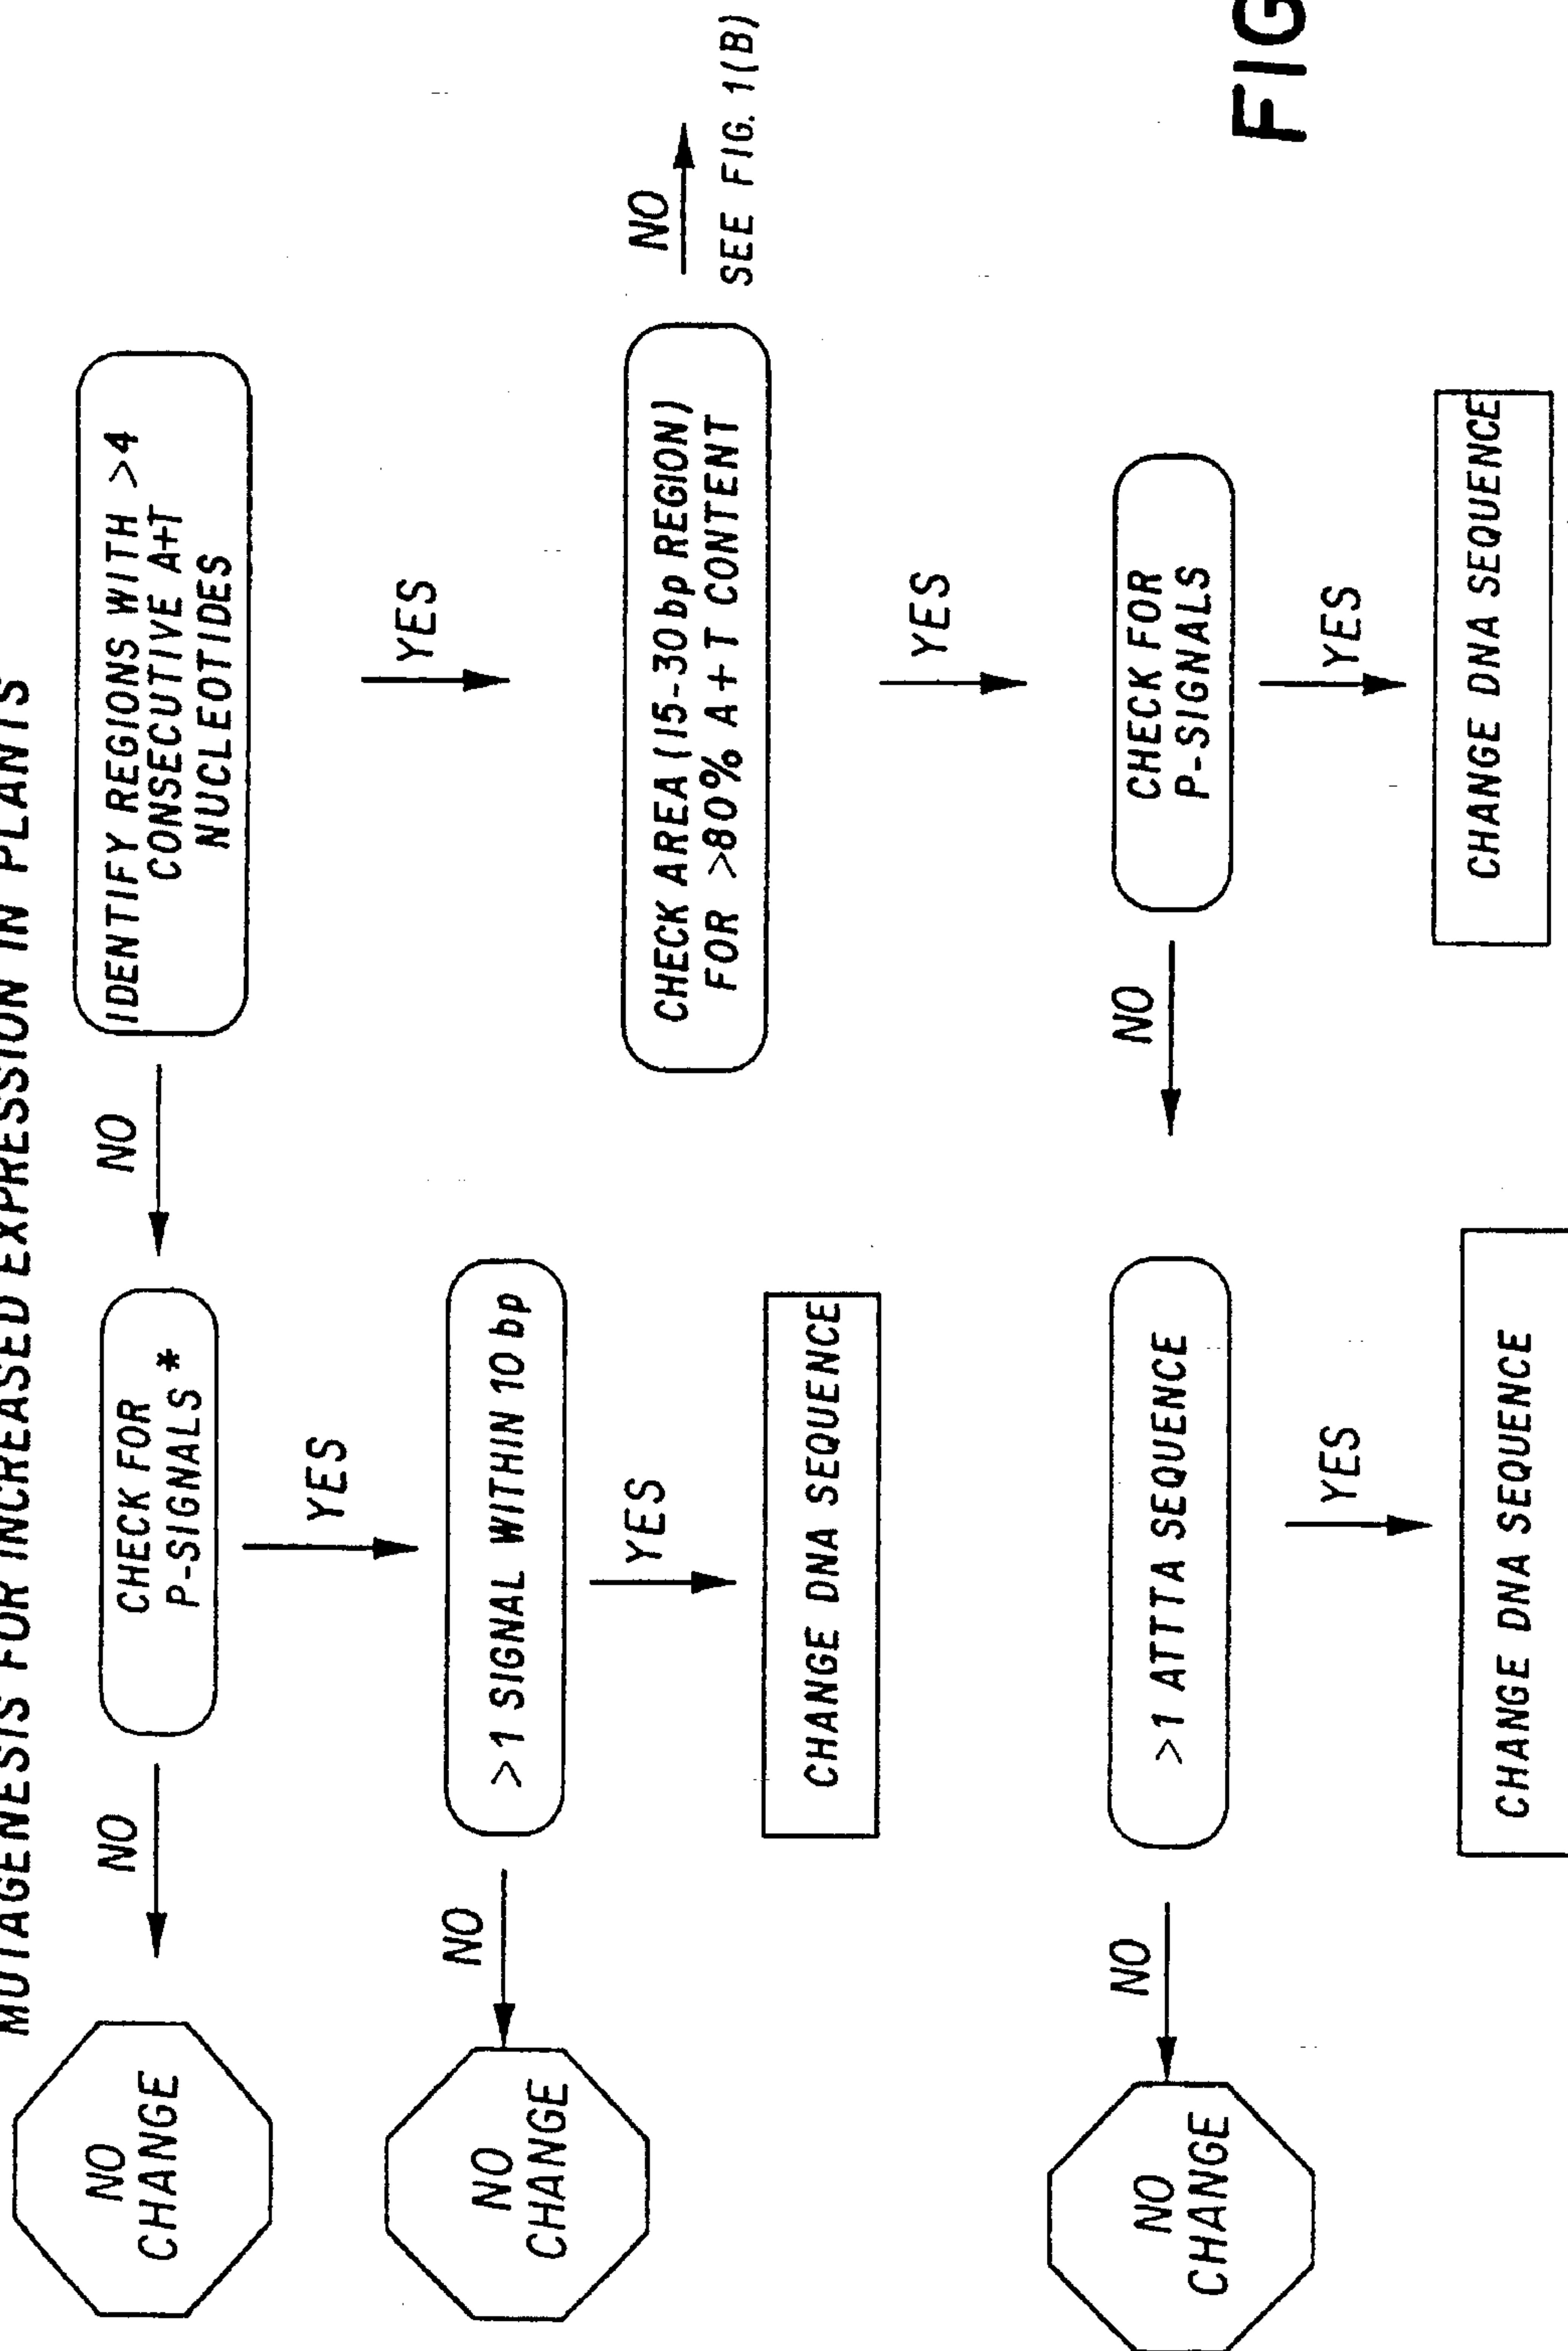 MUTAGENESIS FOR INCREASED EXPRESSION IN PLANTS
NO
CHANGE
NO
CHECK FOR
P-SIGNALS*
NO
IDENTIFY REGIONS WITH >4
CONSECUTIVE A+T
NUCLEOTIDES
YES
YES
NO
CHANGE
NO
>1 SIGNAL WITHIN 10 bp
YES
CHANGE DNA SEQUENCE
CHECK AREA (15-30bp REGION)
FOR >80% A+T CONTENT
NO
SEE FIG. 1(B)
YES
NO
CHANGE
NO
>1 ATTTA SEQUENCE
NO
CHECK FOR
P-SIGNALS
YES
YES
CHANGE DNA SEQUENCE
CHANGE DNA SEQUENCE
FIG